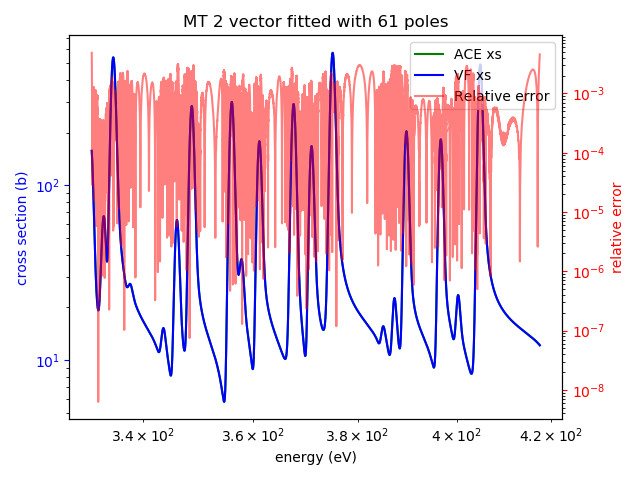 MT 2 vector fitted with 61 poles
ACE xs
VF xs
Relative error
cross section (b)
10²
10¹
10⁻³
10⁻⁴
10⁻⁵
10⁻⁶
10⁻⁷
10⁻⁸
relative error
3.4 × 10² 3.6 × 10² 3.8 × 10² 4 × 10² 4.2 × 10²
energy (eV)